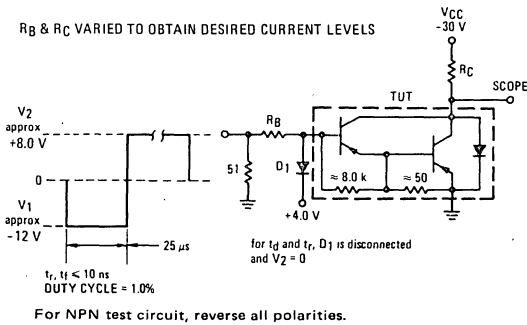 RB & RC VARIED TO OBTAIN DESIRED CURRENT LEVELS
VCC
-30 V
RC
SCOPE
TUT
V2
approx
+8.0 V
0
V1
approx
-12 V
25 μs
tr, tf ≤ 10 ns
DUTY CYCLE = 1.0%
RB
51
D1
+4.0 V
≈ 8.0 k
≈ 50
for td and tr, D1 is disconnected
and V2 = 0
For NPN test circuit, reverse all polarities.